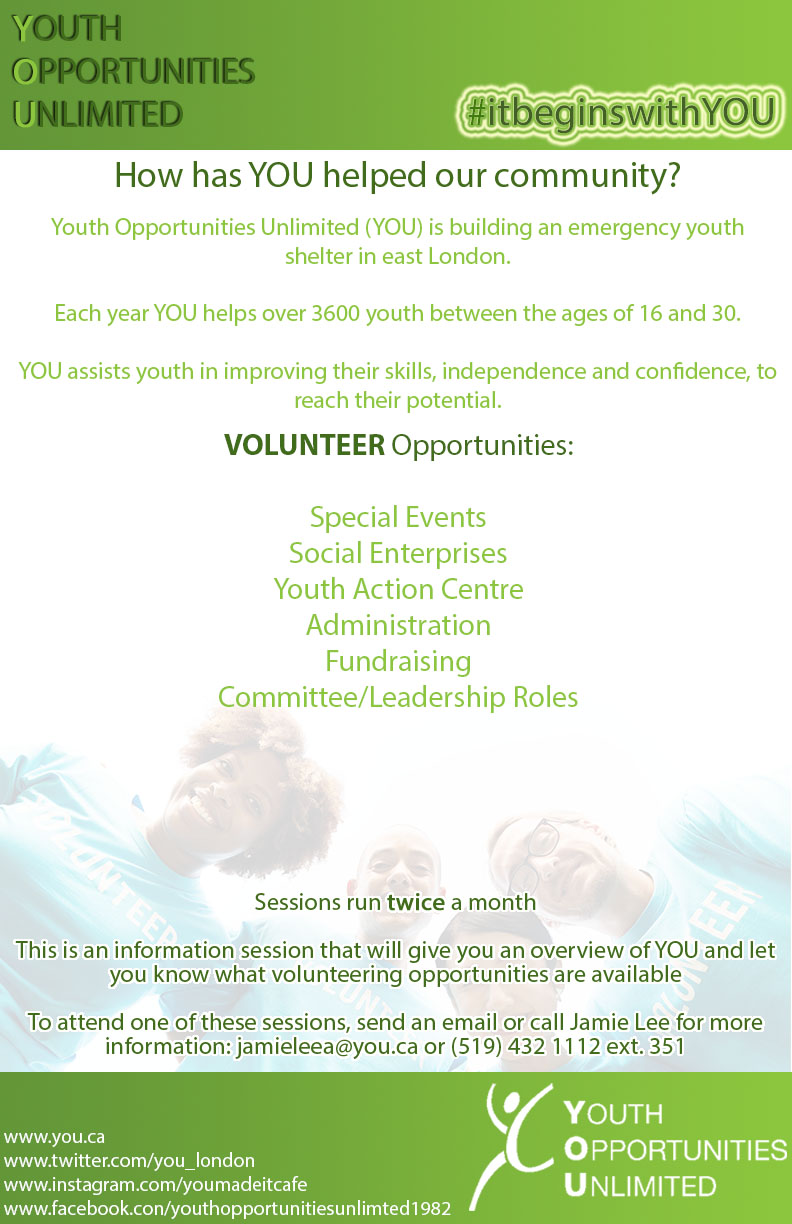 YOUTH
OPPORTUNITIES
UNLIMITED
#itbeginswithYOU
How has YOU helped our community?
Youth Opportunities Unlimited (YOU) is building an emergency youth
shelter in east London.
Each year YOU helps over 3600 youth between the ages of 16 and 30.
YOU assists youth in improving their skills, independence and confidence, to
reach their potential.
VOLUNTEER Opportunities:
Special Events
Social Enterprises
Youth Action Centre
Administration
Fundraising
Committee/Leadership Roles
VOLUNTEER
VOLUNTEER
VOLUNTEER
Sessions run twice a month
This is an information session that will give you an overview of YOU and let
you know what volunteering opportunities are available
To attend one of these sessions, send an email or call Jamie Lee for more
information: jamieleea@you.ca or (519) 432 1112 ext. 351
www.you.ca
www.twitter.com/you_london
www.instagram.com/youmadeitcafe
www.facebook.con/youthopportunitiesunlimted1982
YOUTH
OPPORTUNITIES
UNLIMITED